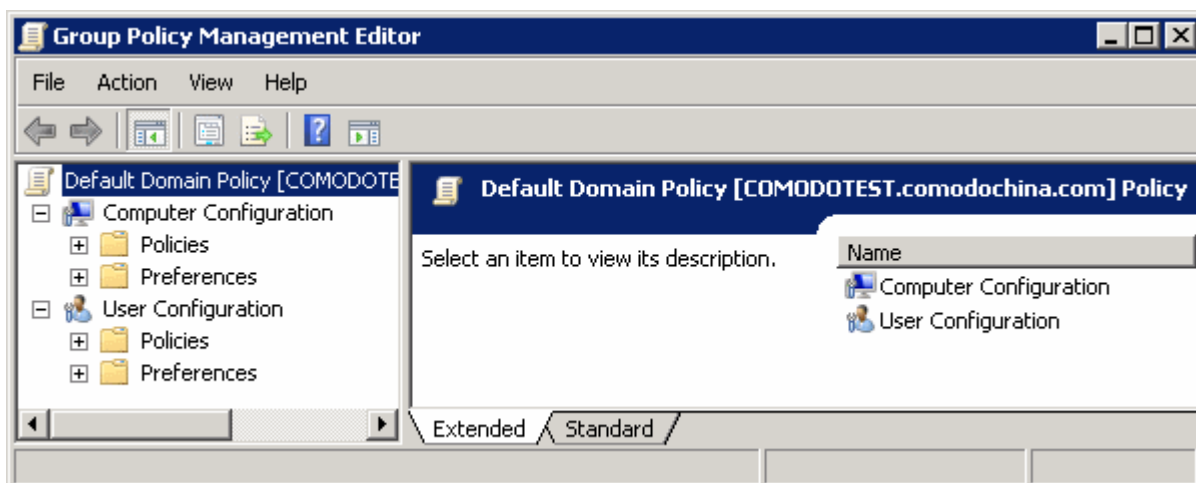 Group Policy Management Editor
File Action View Help
Default Domain Policy [COMODOTE
Computer Configuration
Policies
Preferences
User Configuration
Policies
Preferences
Default Domain Policy [COMODOTEST.comodochina.com] Policy
Select an item to view its description.
Name
Computer Configuration
User Configuration
Extended Standard